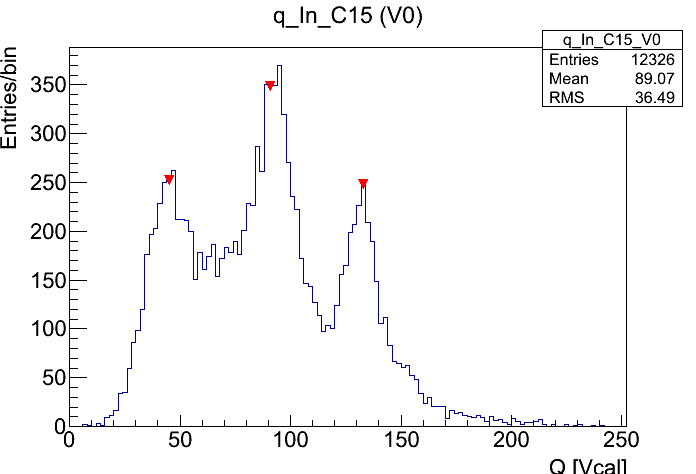 q_In_C15 (V0)
q_In_C15_V0
Entries 12326
Mean 89.07
RMS 36.49
Entries/bin
350
300
250
200
150
100
50
0
0 50 100 150 200 250
Q [Vcal]